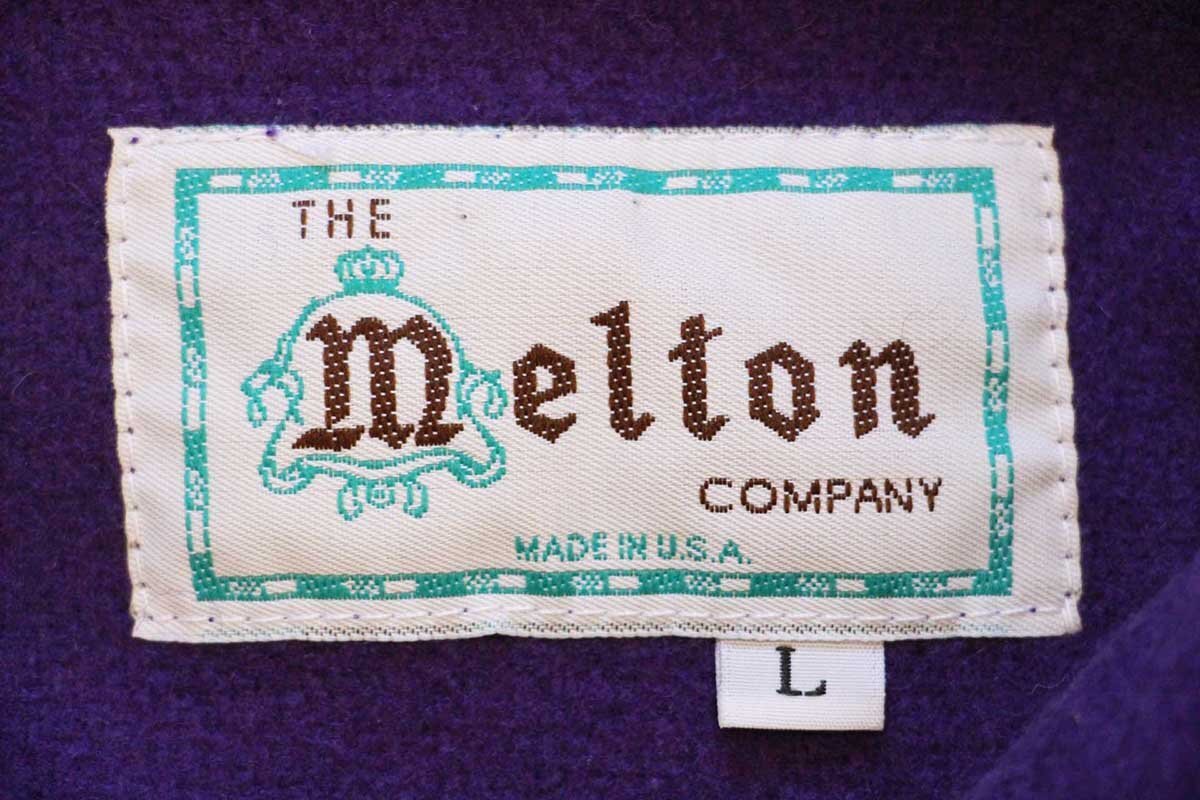 THE
Melton
COMPANY
MADE IN U.S.A.
L